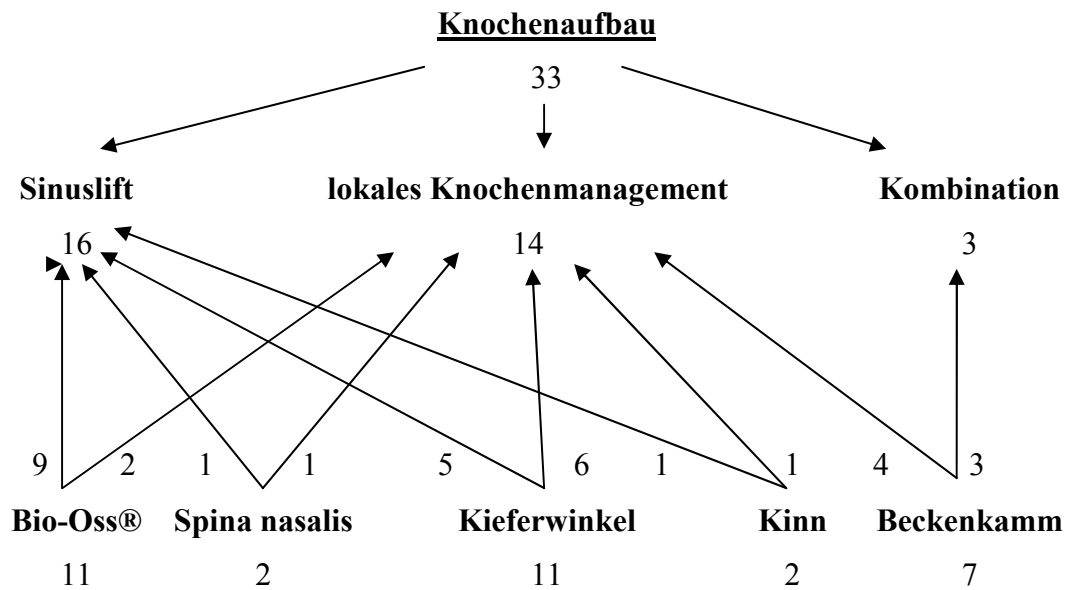 Knochenaufbau
33
Sinuslift lokales Knochenmanagement Kombination
16 14 3
9 2 1 1 5 6 1 1 4 3
Bio-Oss® Spina nasalis Kieferwinkel Kinn Beckenkamm
11 2 11 2 7